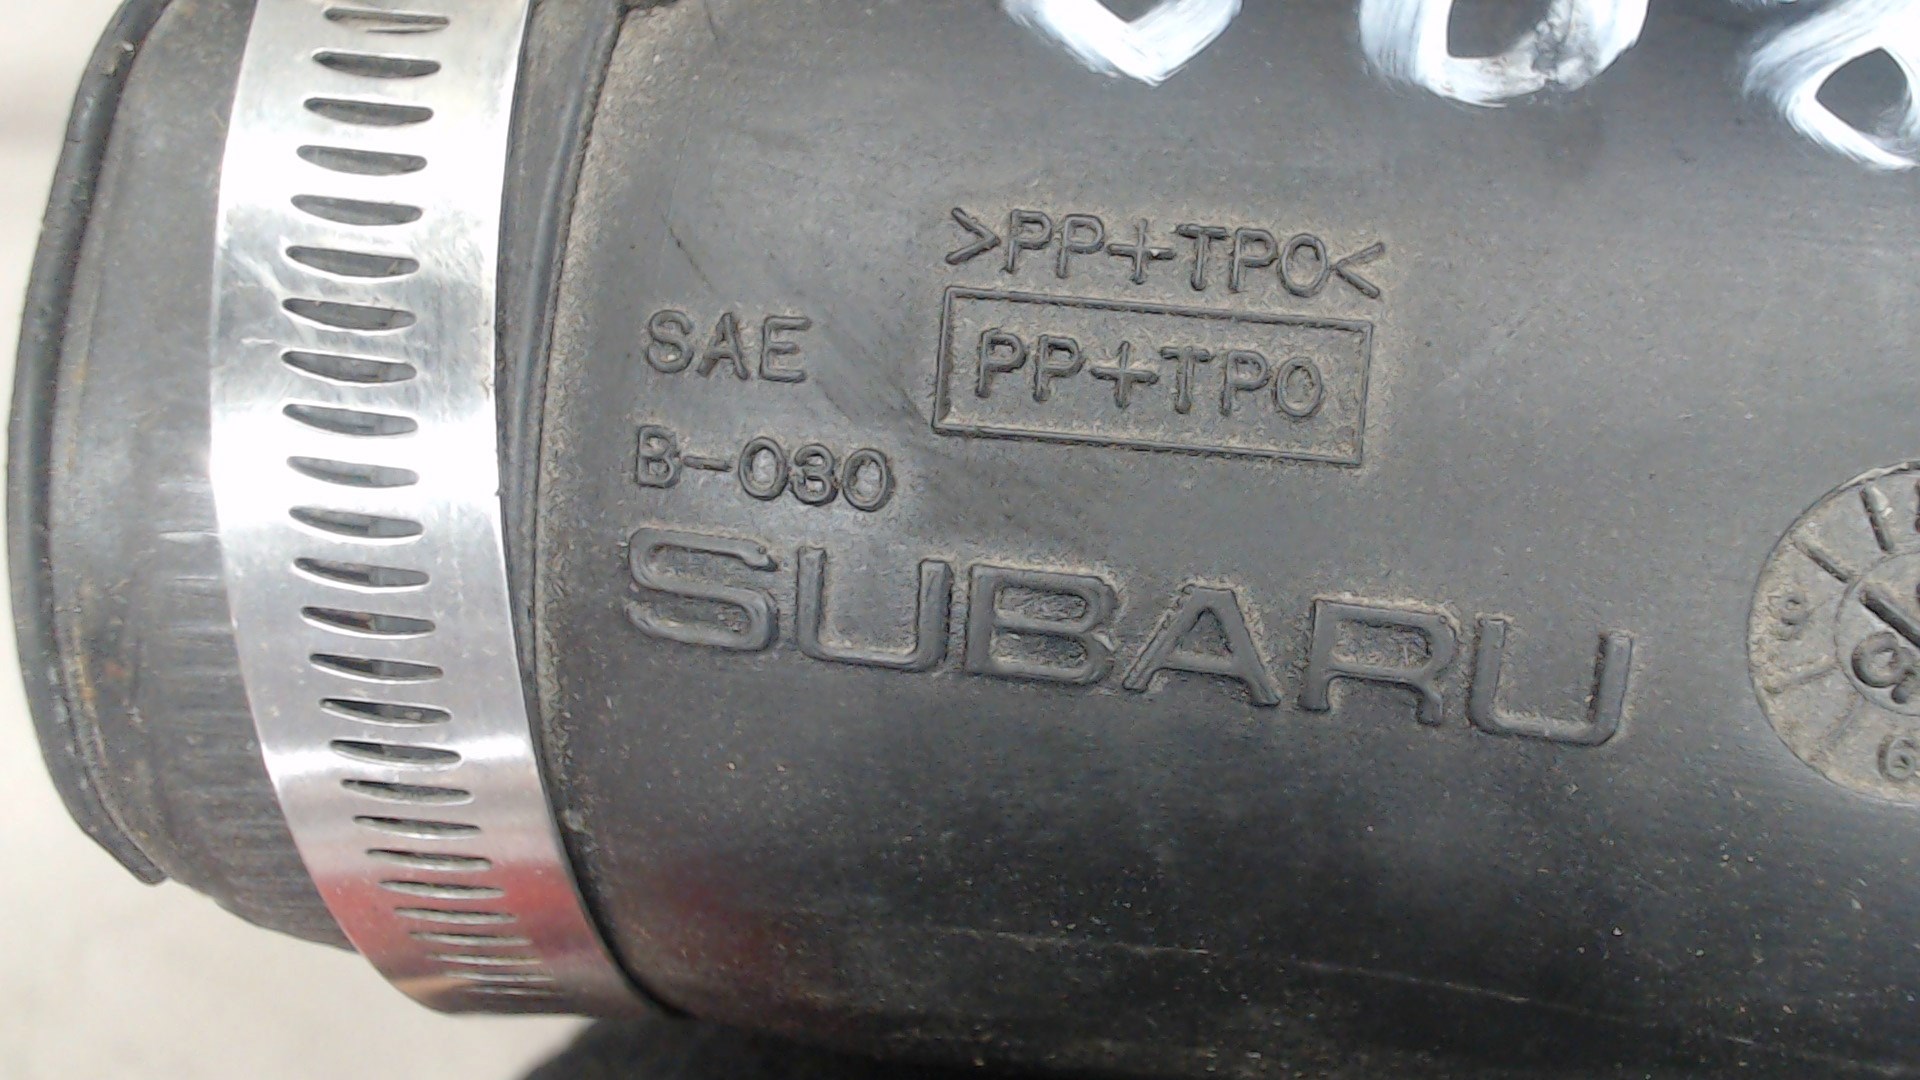 >PP+TPO<
PP+TPO
SAE
B-030
SUBARU